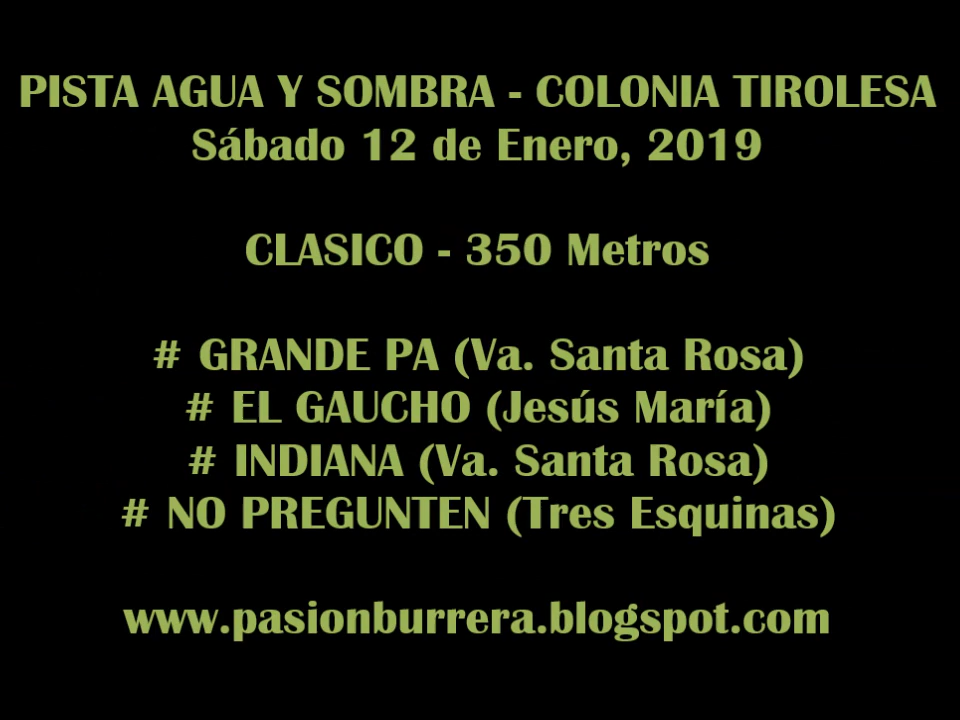 PISTA AGUA Y SOMBRA - COLONIA TIROLESA
Sábado 12 de Enero, 2019
CLASICO - 350 Metros
# GRANDE PA (Va. Santa Rosa)
# EL GAUCHO (Jesús María)
# INDIANA (Va. Santa Rosa)
# NO PREGUNTEN (Tres Esquinas)
www.pasionburrera.blogspot.com